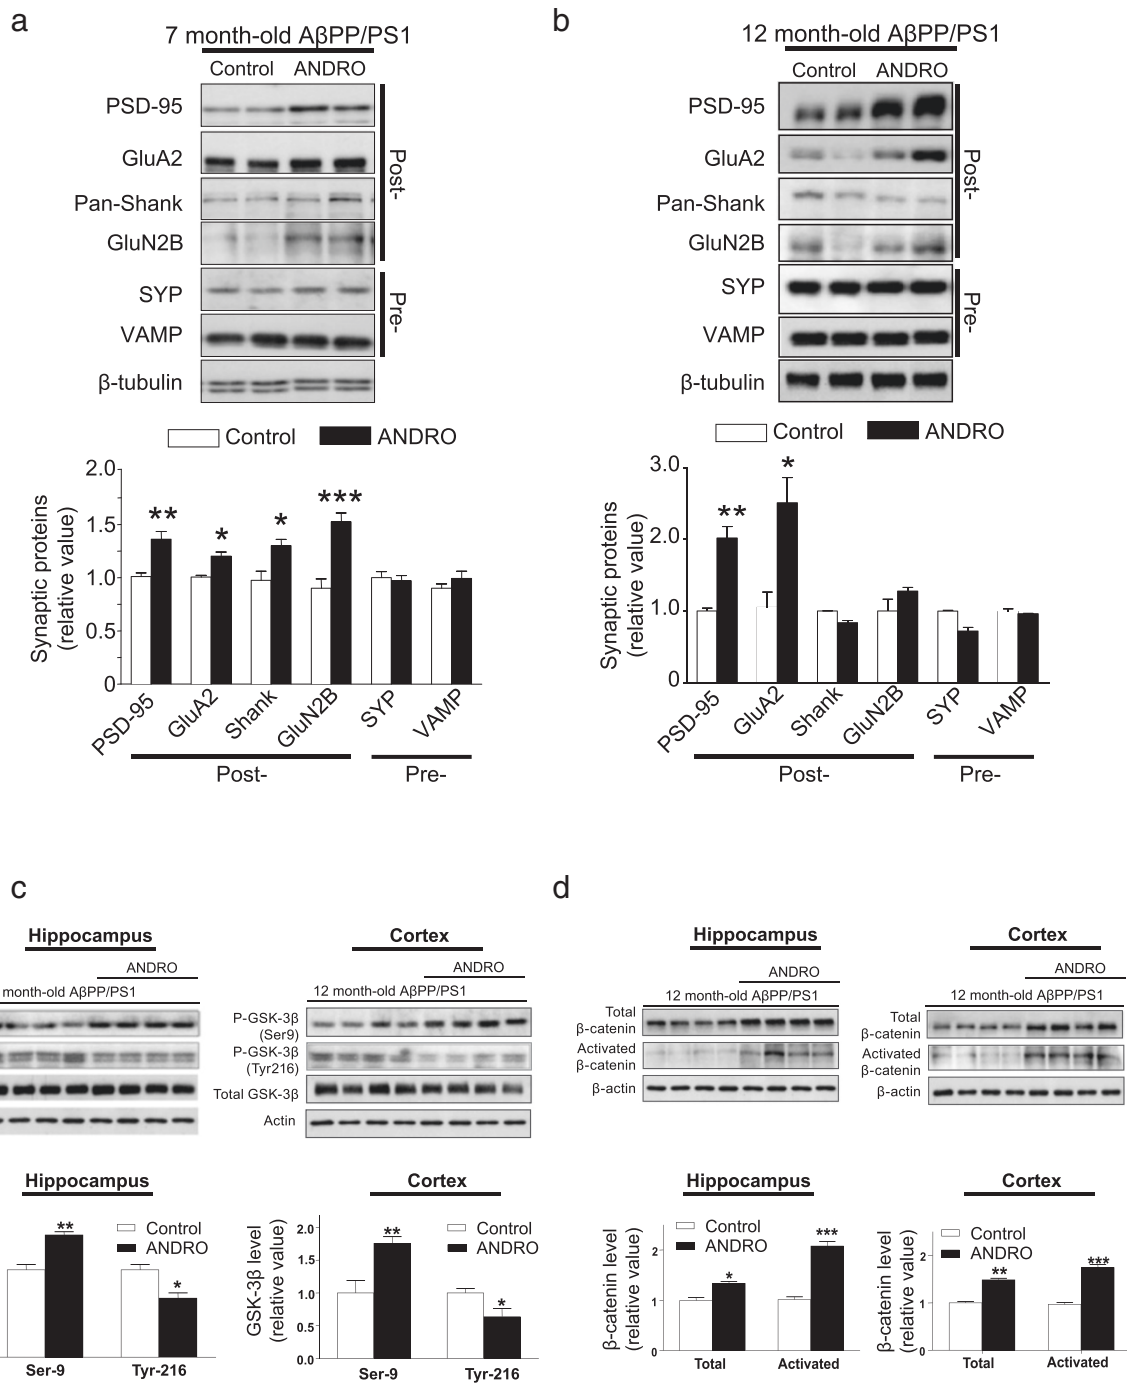 a
7 month-old AβPP/PS1
Control ANDRO
PSD-95
GluA2
Pan-Shank
GluN2B
SYP
VAMP
β-tubulin
Post-
Pre-
Control ANDRO
2.0
1.5
1.0
0.5
0
Synaptic proteins
(relative value)
** * * ***
PSD-95 GluA2 Shank GluN2B SYP VAMP
Post- Pre-
b
12 month-old AβPP/PS1
Control ANDRO
PSD-95
GluA2
Pan-Shank
GluN2B
SYP
VAMP
β-tubulin
Post-
Pre-
Control ANDRO
3.0
2.0
1.0
0
Synaptic proteins
(relative value)
** *
PSD-95 GluA2 Shank GluN2B SYP VAMP
Post- Pre-
c
Hippocampus
ANDRO
month-old AβPP/PS1
Cortex
ANDRO
12 month-old AβPP/PS1
P-GSK-3β
(Ser9)
P-GSK-3β
(Tyr216)
Total GSK-3β
Actin
Hippocampus
Control
ANDRO
** *
Ser-9 Tyr-216
Cortex
GSK-3β level
(relative value)
2.0
1.5
1.0
0.5
0.0
Control
ANDRO
** *
Ser-9 Tyr-216
d
Hippocampus
ANDRO
12 month-old AβPP/PS1
Total
β-catenin
Activated
β-catenin
β-actin
Cortex
ANDRO
12 month-old AβPP/PS1
Total
β-catenin
Activated
β-catenin
β-actin
Hippocampus
β-catenin level
(relative value)
2
1
0
Control
ANDRO
* ***
Total Activated
Cortex
β-catenin level
(relative value)
2
1
0
Control
ANDRO
** ***
Total Activated